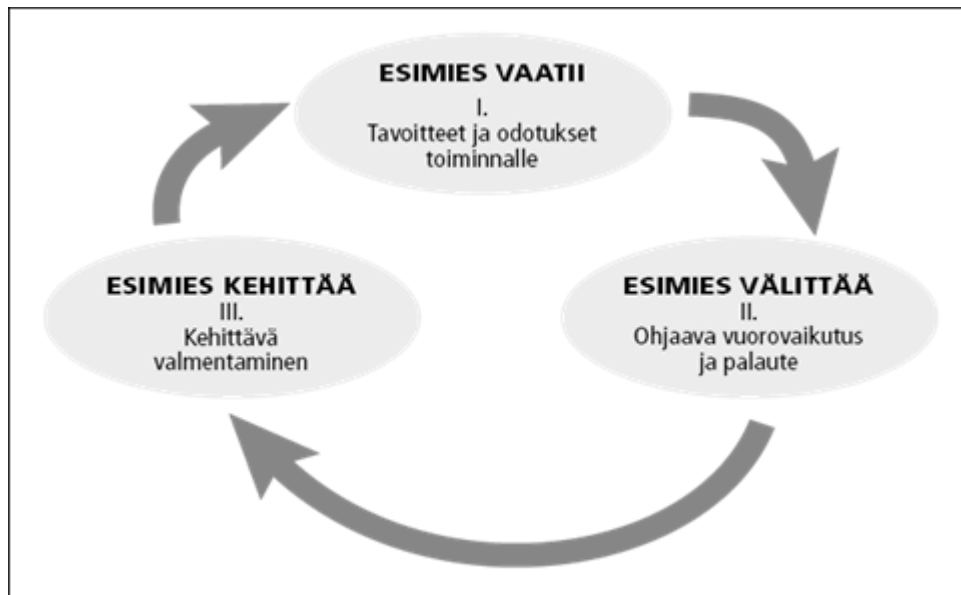 ESIMIES VAATII
I.
Tavoitteet ja odotukset
toiminnalle
ESIMIES VÄLITTÄÄ
II.
Ohjaava vuorovaikutus
ja palaute
ESIMIES KEHITTÄÄ
III.
Kehittävä
valmentaminen